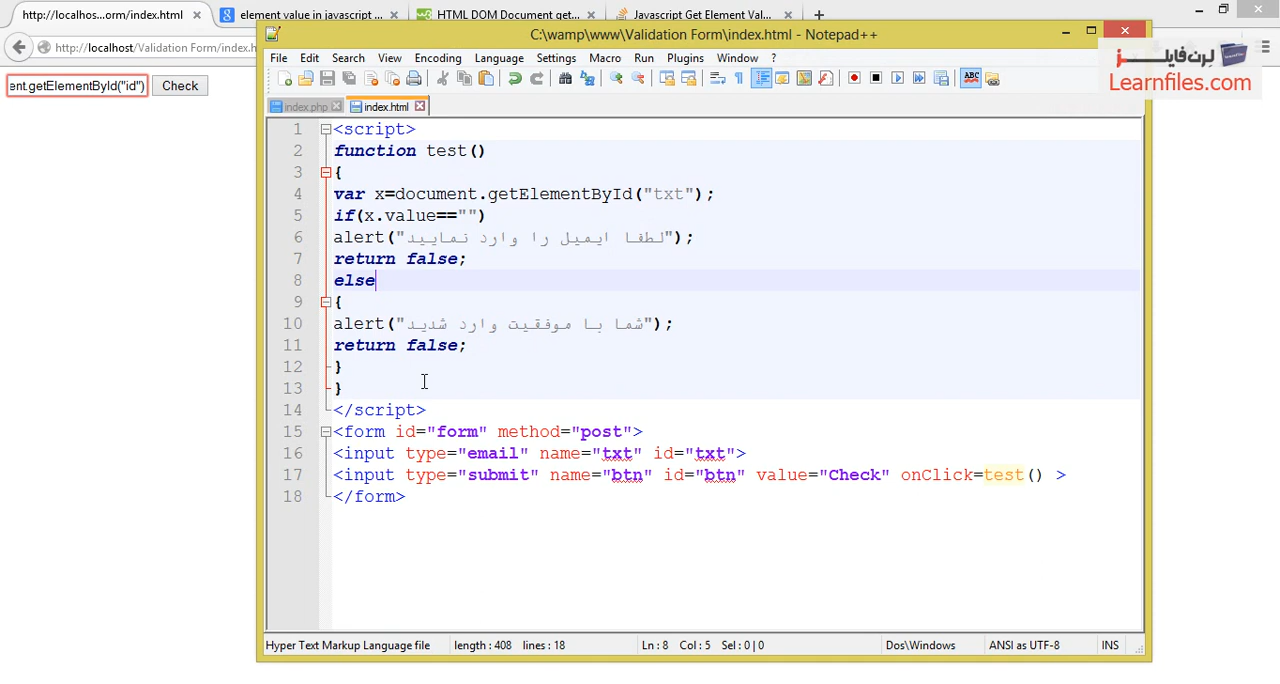 http://localhos...orm/index.html
element value in javascript ...
HTML DOM Document get...
Javascript Get Element Val...
http://localhost/Validation Form/index.h
ent.getElementById("id")
Check
C:\wamp\www\Validation Form\index.html - Notepad++
File Edit Search View Encoding Language Settings Macro Run Plugins Window ?
ABC
لرن فایلز
Learnfiles.com
index.php
index.html
1 <script>
2 function test()
3 {
4 var x=document.getElementById("txt");
5 if(x.value=="")
6 alert("لطفا ایمیل را وارد نمایید");
7 return false;
8 else
9 {
10 alert("شما با موفقیت وارد شدید");
11 return false;
12 }
13 }
14 </script>
15 <form id="form" method="post">
16 <input type="email" name="txt" id="txt">
17 <input type="submit" name="btn" id="btn" value="Check" onClick=test() >
18 </form>
Hyper Text Markup Language file length : 408 lines : 18 Ln : 8 Col : 5 Sel : 0 | 0 Dos\Windows ANSI as UTF-8 INS